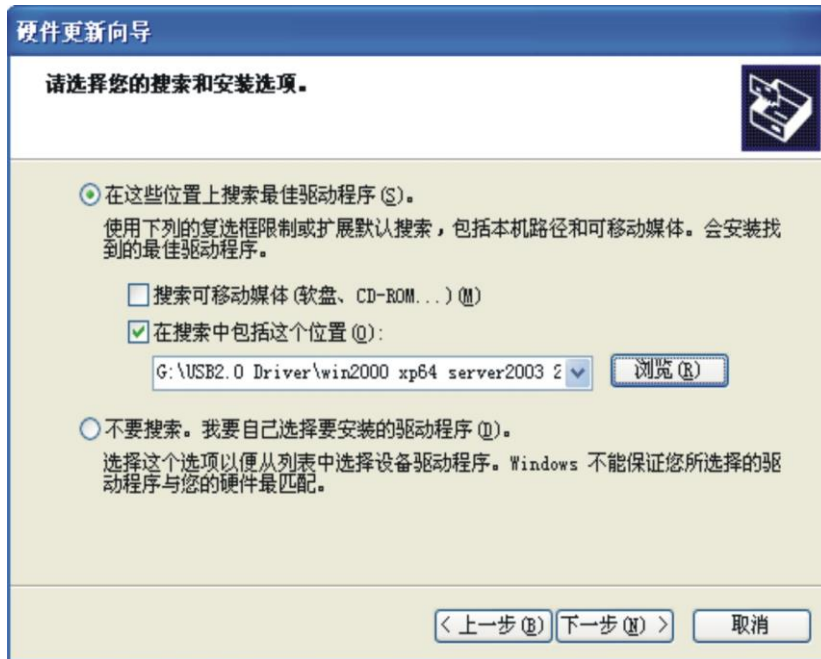 硬件更新向导
请选择您的搜索和安装选项。
在这些位置上搜索最佳驱动程序(S)。
使用下列的复选框限制或扩展默认搜索，包括本机路径和可移动媒体。会安装找
到的最佳驱动程序。
搜索可移动媒体(软盘、CD-ROM...)(M)
在搜索中包括这个位置(O):
G:\USB2.0 Driver\win2000 xp64 server2003 2
浏览(R)
不要搜索。我要自己选择要安装的驱动程序(D)。
选择这个选项以便从列表中选择设备驱动程序。Windows 不能保证您所选择的驱
动程序与您的硬件最匹配。
< 上一步(B) 下一步(N) > 取消